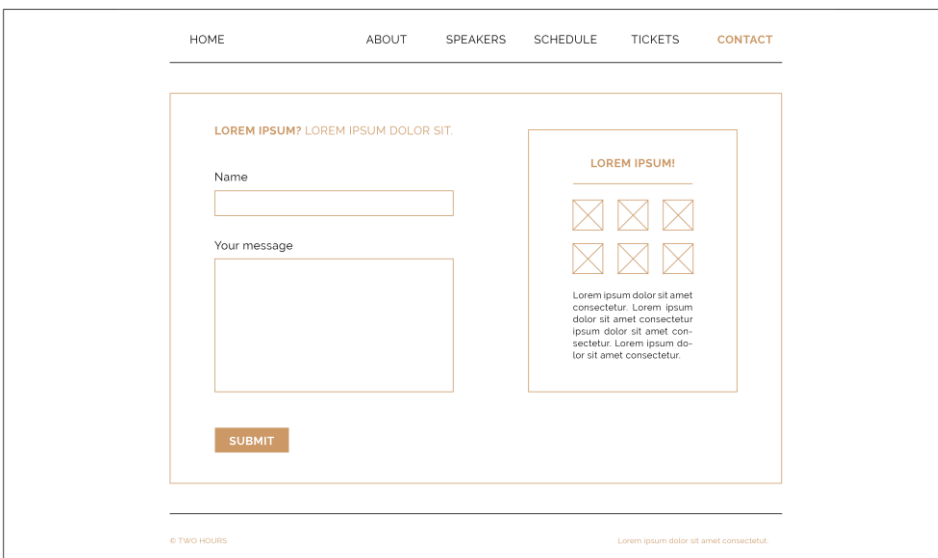 HOME ABOUT SPEAKERS SCHEDULE TICKETS CONTACT
LOREM IPSUM? LOREM IPSUM DOLOR SIT.
Name
Your message
SUBMIT
LOREM IPSUM!
Lorem ipsum dolor sit amet
consectetur. Lorem ipsum
dolor sit amet consectetur
ipsum dolor sit amet con-
sectetur. Lorem ipsum do-
lor sit amet consectetur.
© TWO HOURS
Lorem ipsum dolor sit amet consectetut.